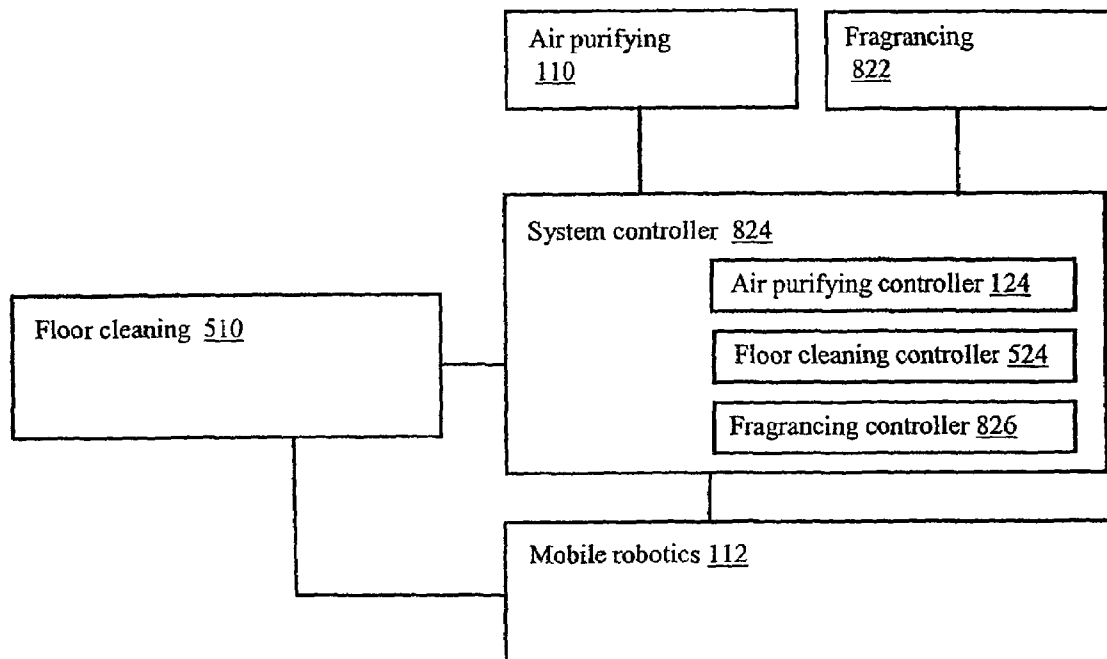 Air purifying
110
Fragrancing
822
System controller 824
Air purifying controller 124
Floor cleaning 510
Floor cleaning controller 524
Fragrancing controller 826
Mobile robotics 112